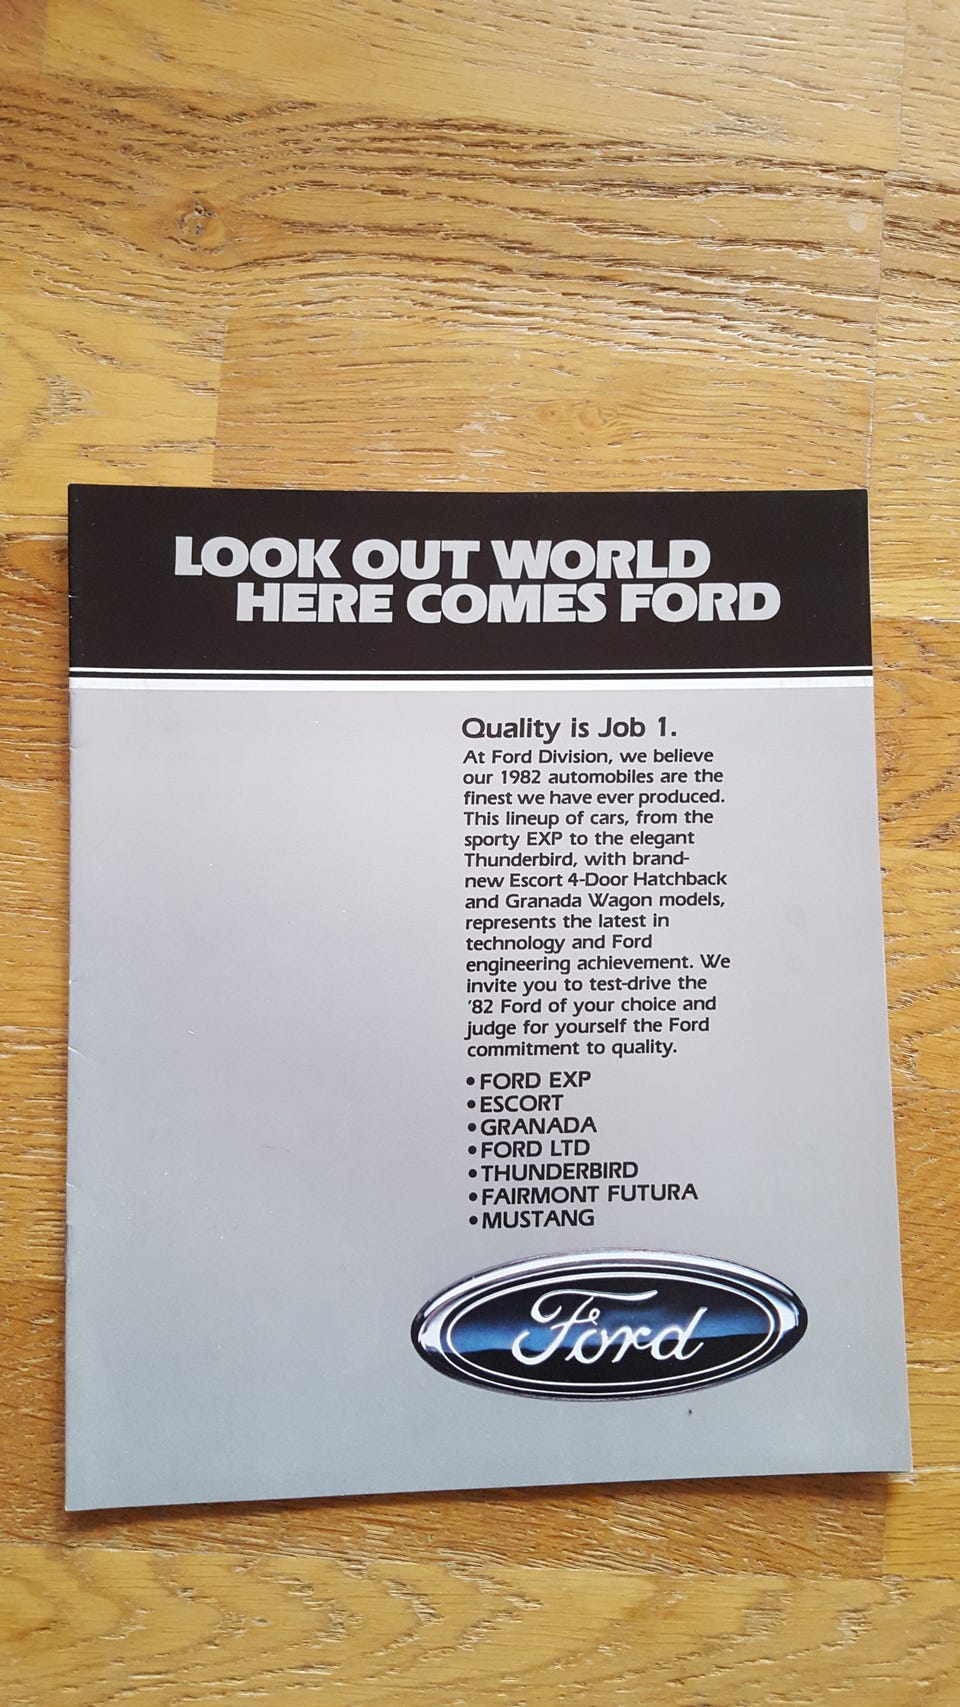 LOOK OUT WORLD
HERE COMES FORD
Quality is Job 1.
At Ford Division, we believe
our 1982 automobiles are the
finest we have ever produced.
This lineup of cars, from the
sporty EXP to the elegant
Thunderbird, with brand-
new Escort 4-Door Hatchback
and Granada Wagon models,
represents the latest in
technology and Ford
engineering achievement. We
invite you to test-drive the
'82 Ford of your choice and
judge for yourself the Ford
commitment to quality.
• FORD EXP
• ESCORT
• GRANADA
• FORD LTD
• THUNDERBIRD
• FAIRMONT FUTURA
• MUSTANG
Ford